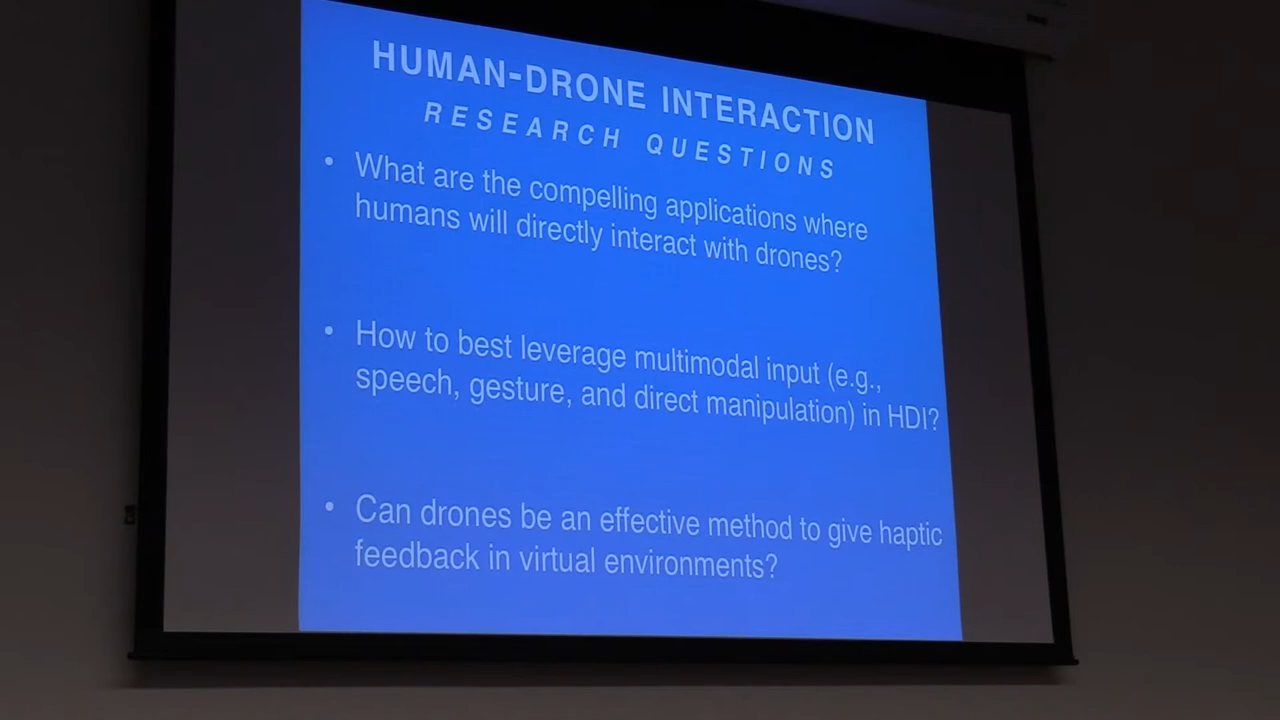 HUMAN-DRONE INTERACTION
RESEARCH QUESTIONS
• What are the compelling applications where
humans will directly interact with drones?
• How to best leverage multimodal input (e.g.,
speech, gesture, and direct manipulation) in HDI?
• Can drones be an effective method to give haptic
feedback in virtual environments?